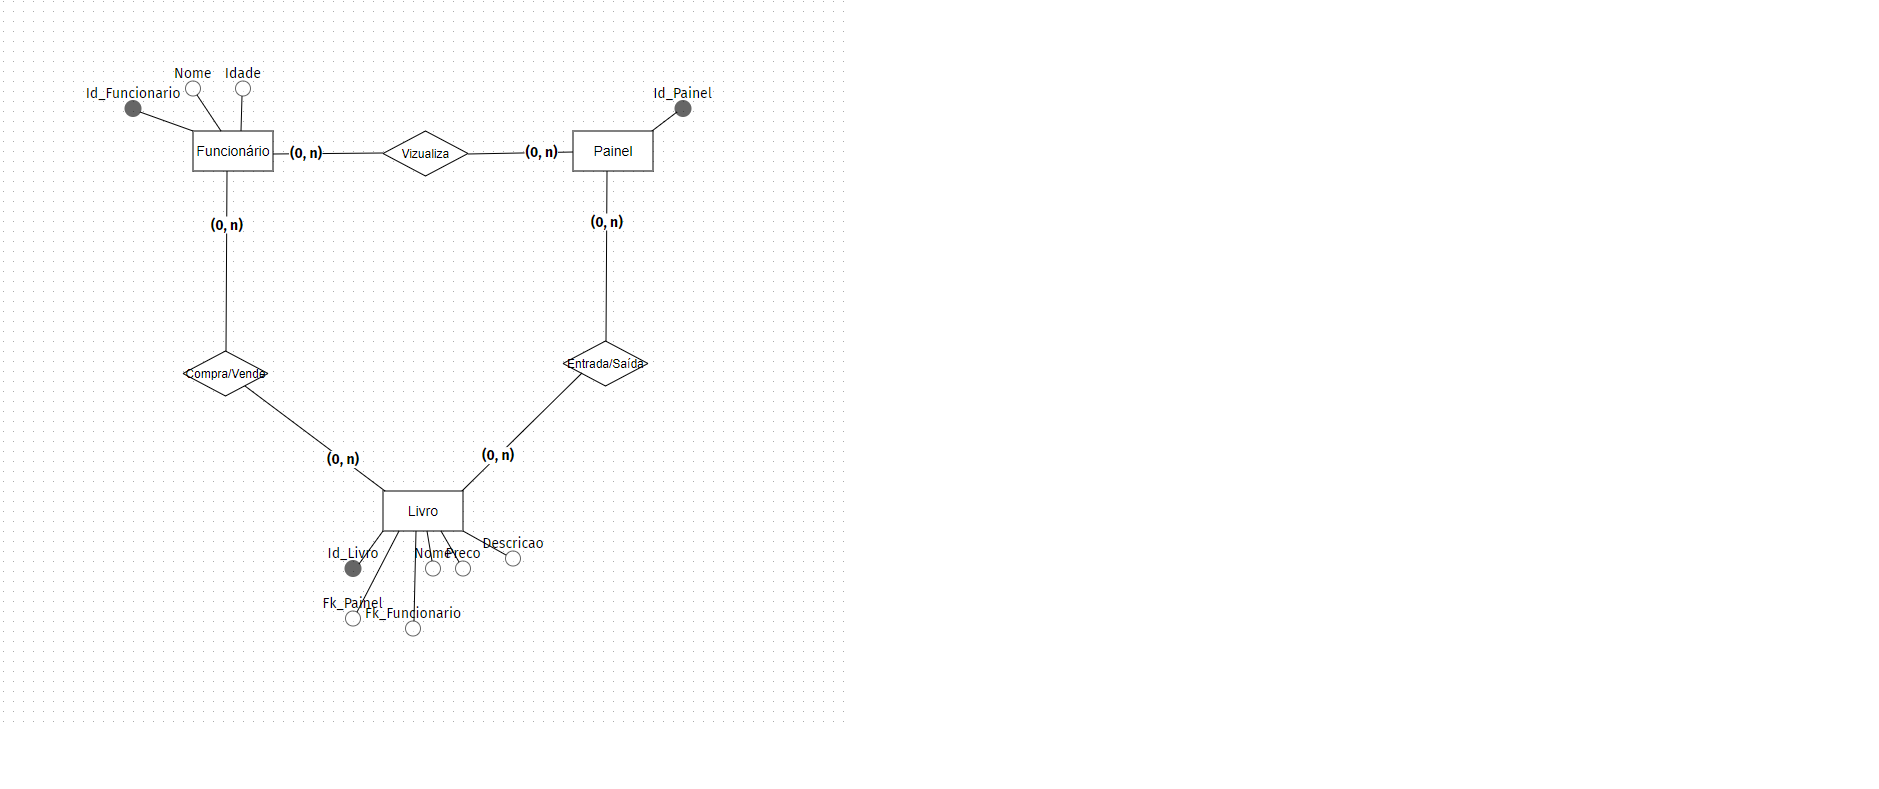 Nome
Idade
Id_Funcionario
Id_Painel
Funcionário
(0, n)
Vizualiza
(0, n)
Painel
(0, n)
(0, n)
Compra/Vende
Entrada/Saída
(0, n)
(0, n)
Livro
Id_Livro
Nome
Preco
Descricao
Fk_Painel
Fk_Funcionario